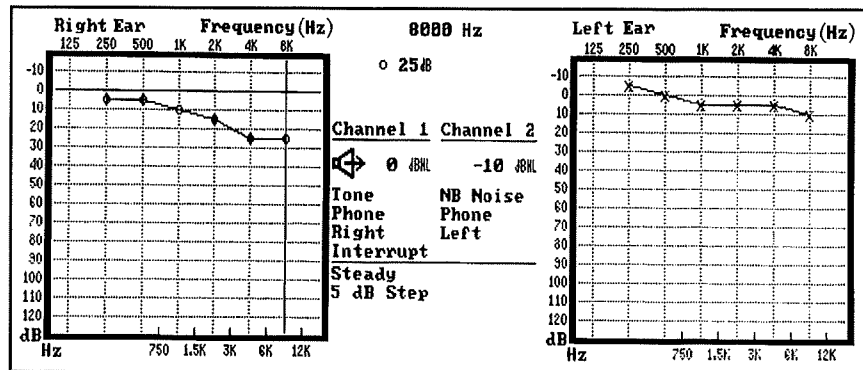 Right Ear Frequency(Hz)
125 250 500 1K 2K 4K 8K
-10
0
10
20
30
40
50
60
70
80
90
100
110
120
dB
Hz 750 1.5K 3K 6K 12K
8000 Hz
o 25dB
Channel 1 Channel 2
0 dBHL -10 dBHL
Tone NB Noise
Phone Phone
Right Left
Interrupt
Steady
5 dB Step
Left Ear Frequency(Hz)
125 250 500 1K 2K 4K 8K
-10
0
10
20
30
40
50
60
70
80
90
100
110
120
dB
Hz 750 1.5K 3K 6K 12K